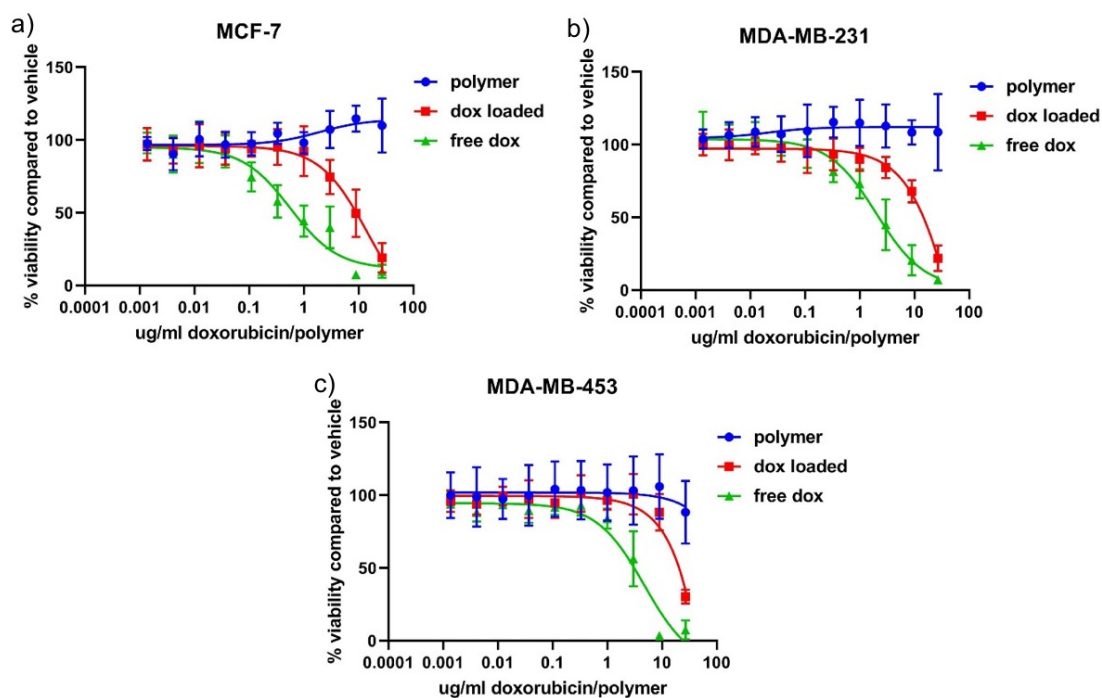 a)
MCF-7
% viability compared to vehicle
150
100
50
0
0.0001 0.001 0.01 0.1 1 10 100
ug/ml doxorubicin/polymer
polymer
dox loaded
free dox
b)
MDA-MB-231
% viability compared to vehicle
150
100
50
0
0.0001 0.001 0.01 0.1 1 10 100
ug/ml doxorubicin/polymer
polymer
dox loaded
free dox
c)
MDA-MB-453
% viability compared to vehicle
150
100
50
0
0.0001 0.001 0.01 0.1 1 10 100
ug/ml doxorubicin/polymer
polymer
dox loaded
free dox